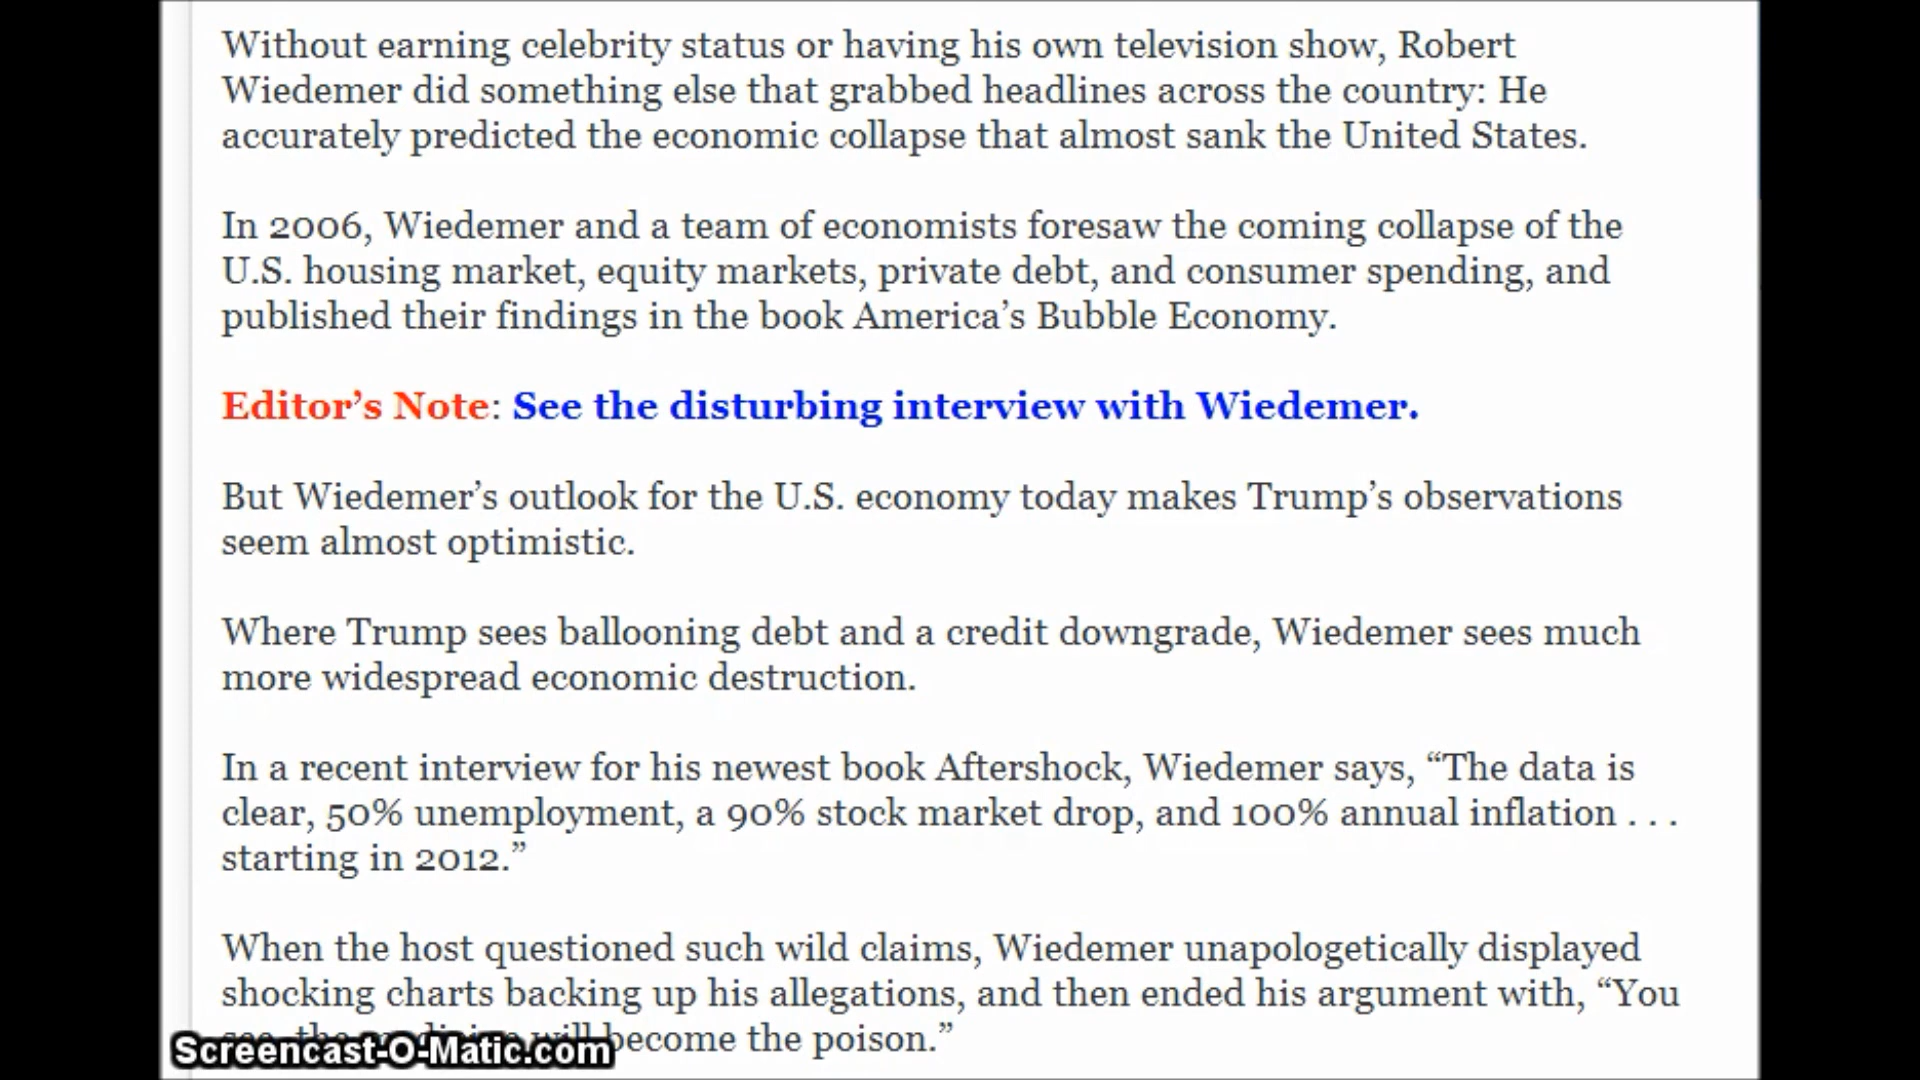 Without earning celebrity status or having his own television show, Robert
Wiedemer did something else that grabbed headlines across the country: He
accurately predicted the economic collapse that almost sank the United States.
In 2006, Wiedemer and a team of economists foresaw the coming collapse of the
U.S. housing market, equity markets, private debt, and consumer spending, and
published their findings in the book America’s Bubble Economy.
Editor’s Note: See the disturbing interview with Wiedemer.
But Wiedemer’s outlook for the U.S. economy today makes Trump’s observations
seem almost optimistic.
Where Trump sees ballooning debt and a credit downgrade, Wiedemer sees much
more widespread economic destruction.
In a recent interview for his newest book Aftershock, Wiedemer says, “The data is
clear, 50% unemployment, a 90% stock market drop, and 100% annual inflation . . .
starting in 2012.”
When the host questioned such wild claims, Wiedemer unapologetically displayed
shocking charts backing up his allegations, and then ended his argument with, “You
see, the medicine will become the poison.”
Screencast-O-Matic.com